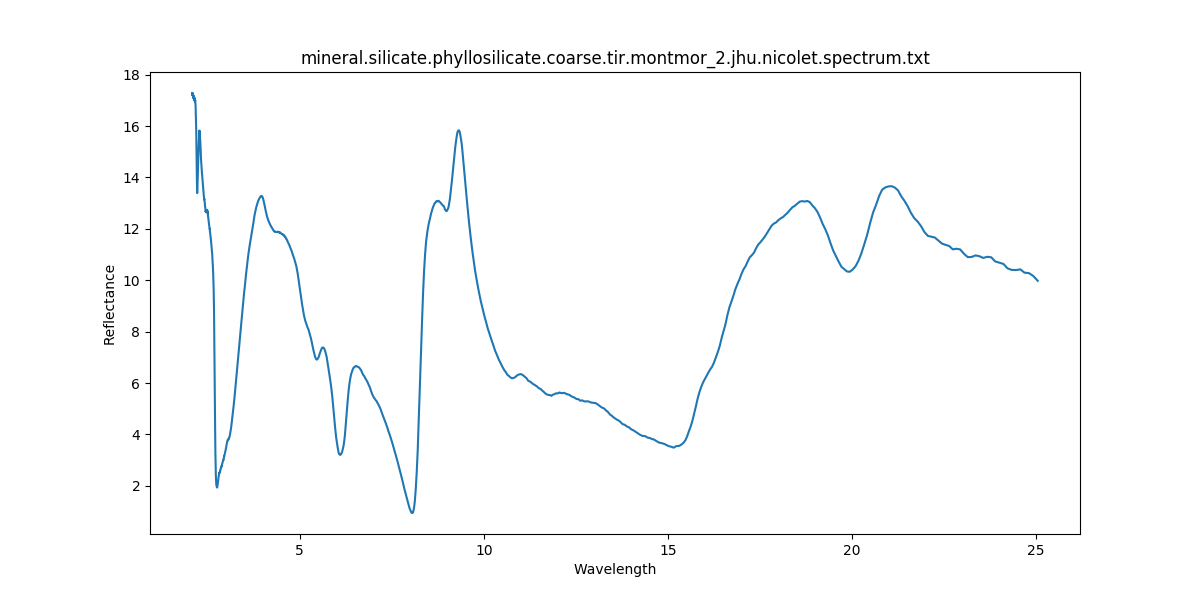 mineral.silicate.phyllosilicate.coarse.tir.montmor_2.jhu.nicolet.spectrum.txt
18
16
14
12
10
8
6
4
2
Reflectance
5 10 15 20 25
Wavelength